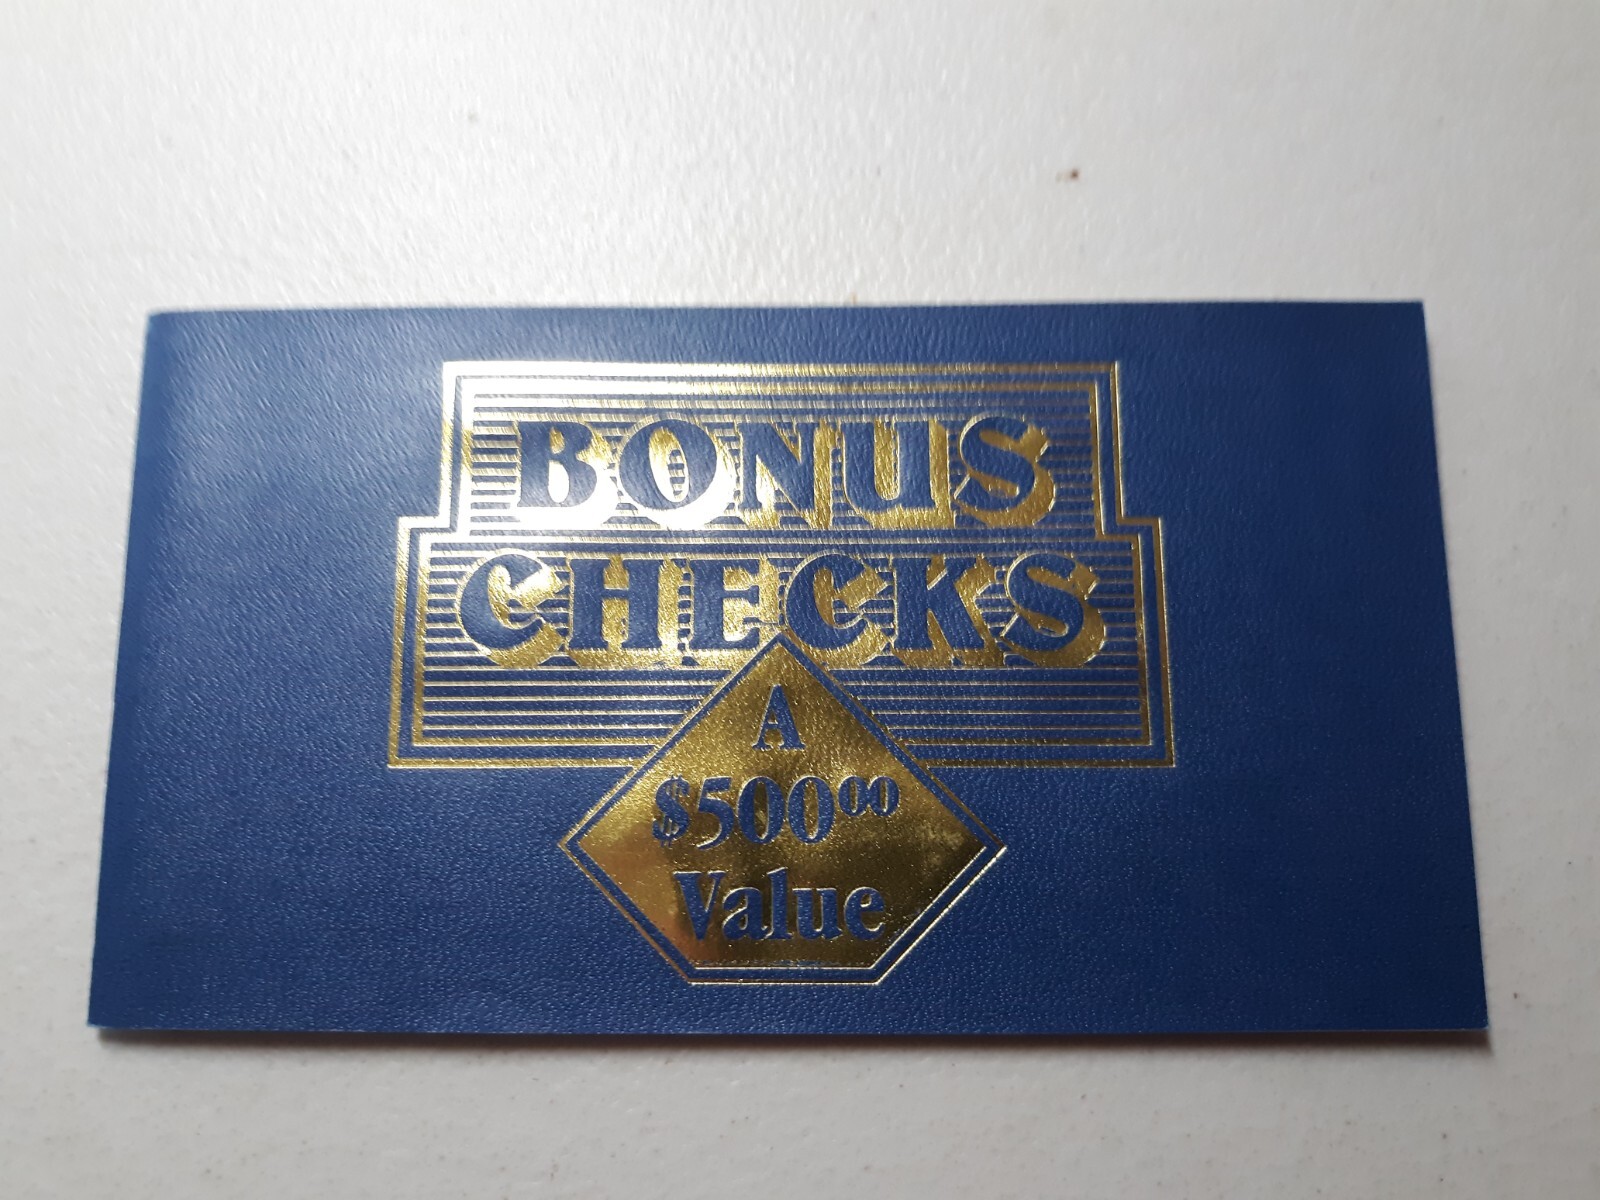 BONUS
CHECKS
A
$500⁰⁰
Value